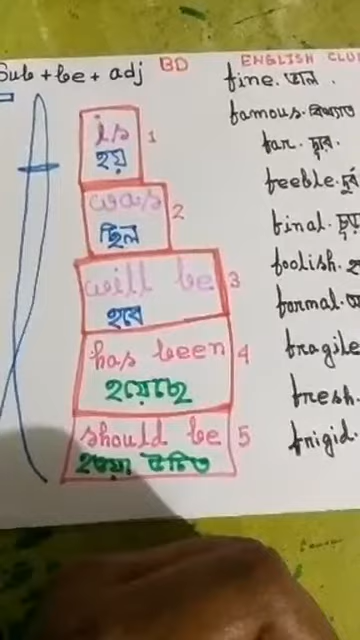 Sub + be + adj BD ENGLISH CLU
is
হয়
1
was
ছিল
2
will be
হবে
3
has been
হয়েছে
4
should be
হওয়া উচিত
5
fine. ভাল.
famous. বিখ্যাত
far. দূর.
feeble.
final.
foolish.
formal.
fragile
fresh.
frigid.